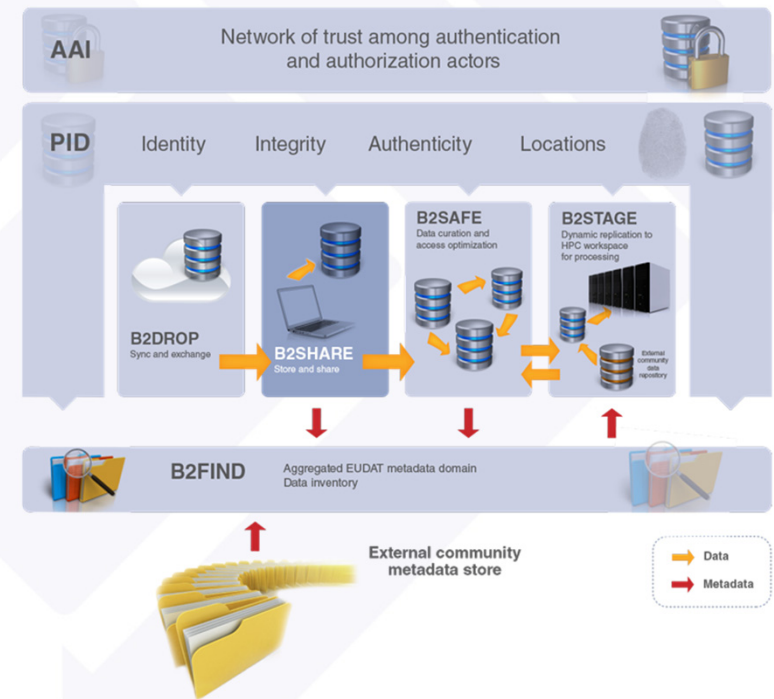 AAI
Network of trust among authentication
and authorization actors
PID
Identity
Integrity
Authenticity
Locations
B2DROP
Sync and exchange
B2SHARE
Store and share
B2SAFE
Data curation and
access optimization
B2STAGE
Dynamic replication to
HPC workspace
for processing
External
community
data
repository
B2FIND
Aggregated EUDAT metadata domain
Data inventory
External community
metadata store
Data
Metadata